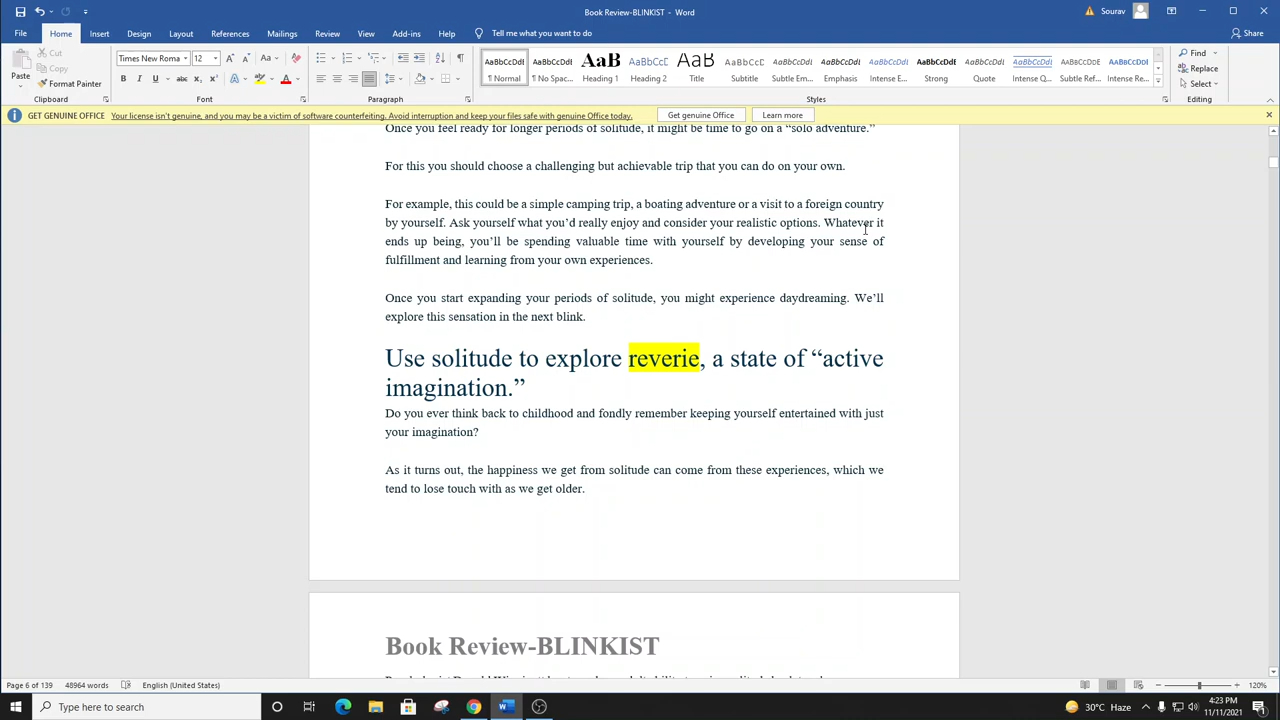 Book Review-BLINKIST - Word
Sourav
File Home Insert Design Layout References Mailings Review View Add-ins Help Tell me what you want to do Share
Paste
Cut
Copy
Format Painter
Clipboard
Times New Roma 12
Font
Paragraph
AaBbCcDdI AaBbCcDdI AaB AaBbCcC AaB AaBbCcD AaBbCcDdI AaBbCcDdI AaBbCcDdI AaBbCcDdI AaBbCcDdI AaBbCcDdI AaBbCcDdI AaBbCcDdI
¶ Normal ¶ No Spac... Heading 1 Heading 2 Title Subtitle Subtle Em... Emphasis Intense E... Strong Quote Intense Q... Subtle Ref... Intense Re...
Styles
Find
Replace
Select
Editing
GET GENUINE OFFICE Your license isn't genuine, and you may be a victim of software counterfeiting. Avoid interruption and keep your files safe with genuine Office today. Get genuine Office Learn more
Once you feel ready for longer periods of solitude, it might be time to go on a “solo adventure.”
For this you should choose a challenging but achievable trip that you can do on your own.
For example, this could be a simple camping trip, a boating adventure or a visit to a foreign country
by yourself. Ask yourself what you’d really enjoy and consider your realistic options. Whatever it
ends up being, you’ll be spending valuable time with yourself by developing your sense of
fulfillment and learning from your own experiences.
Once you start expanding your periods of solitude, you might experience daydreaming. We’ll
explore this sensation in the next blink.
Use solitude to explore reverie, a state of “active
imagination.”
Do you ever think back to childhood and fondly remember keeping yourself entertained with just
your imagination?
As it turns out, the happiness we get from solitude can come from these experiences, which we
tend to lose touch with as we get older.
Book Review-BLINKIST
Page 6 of 139 48964 words English (United States) 120%
Type here to search
30°C Haze
4:23 PM
11/11/2021